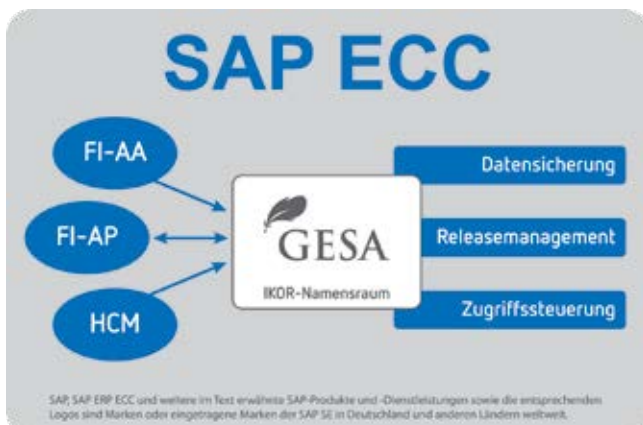 SAP ECC
FI-AA
FI-AP
HCM
GESA
IKOR-Namensraum
Datensicherung
Releasemanagement
Zugriffssteuerung
SAP, SAP ERP ECC und weitere im Text erwähnte SAP-Produkte und -Dienstleistungen sowie die entsprechenden
Logos sind Marken oder eingetragene Marken der SAP SE in Deutschland und anderen Ländern weltweit.